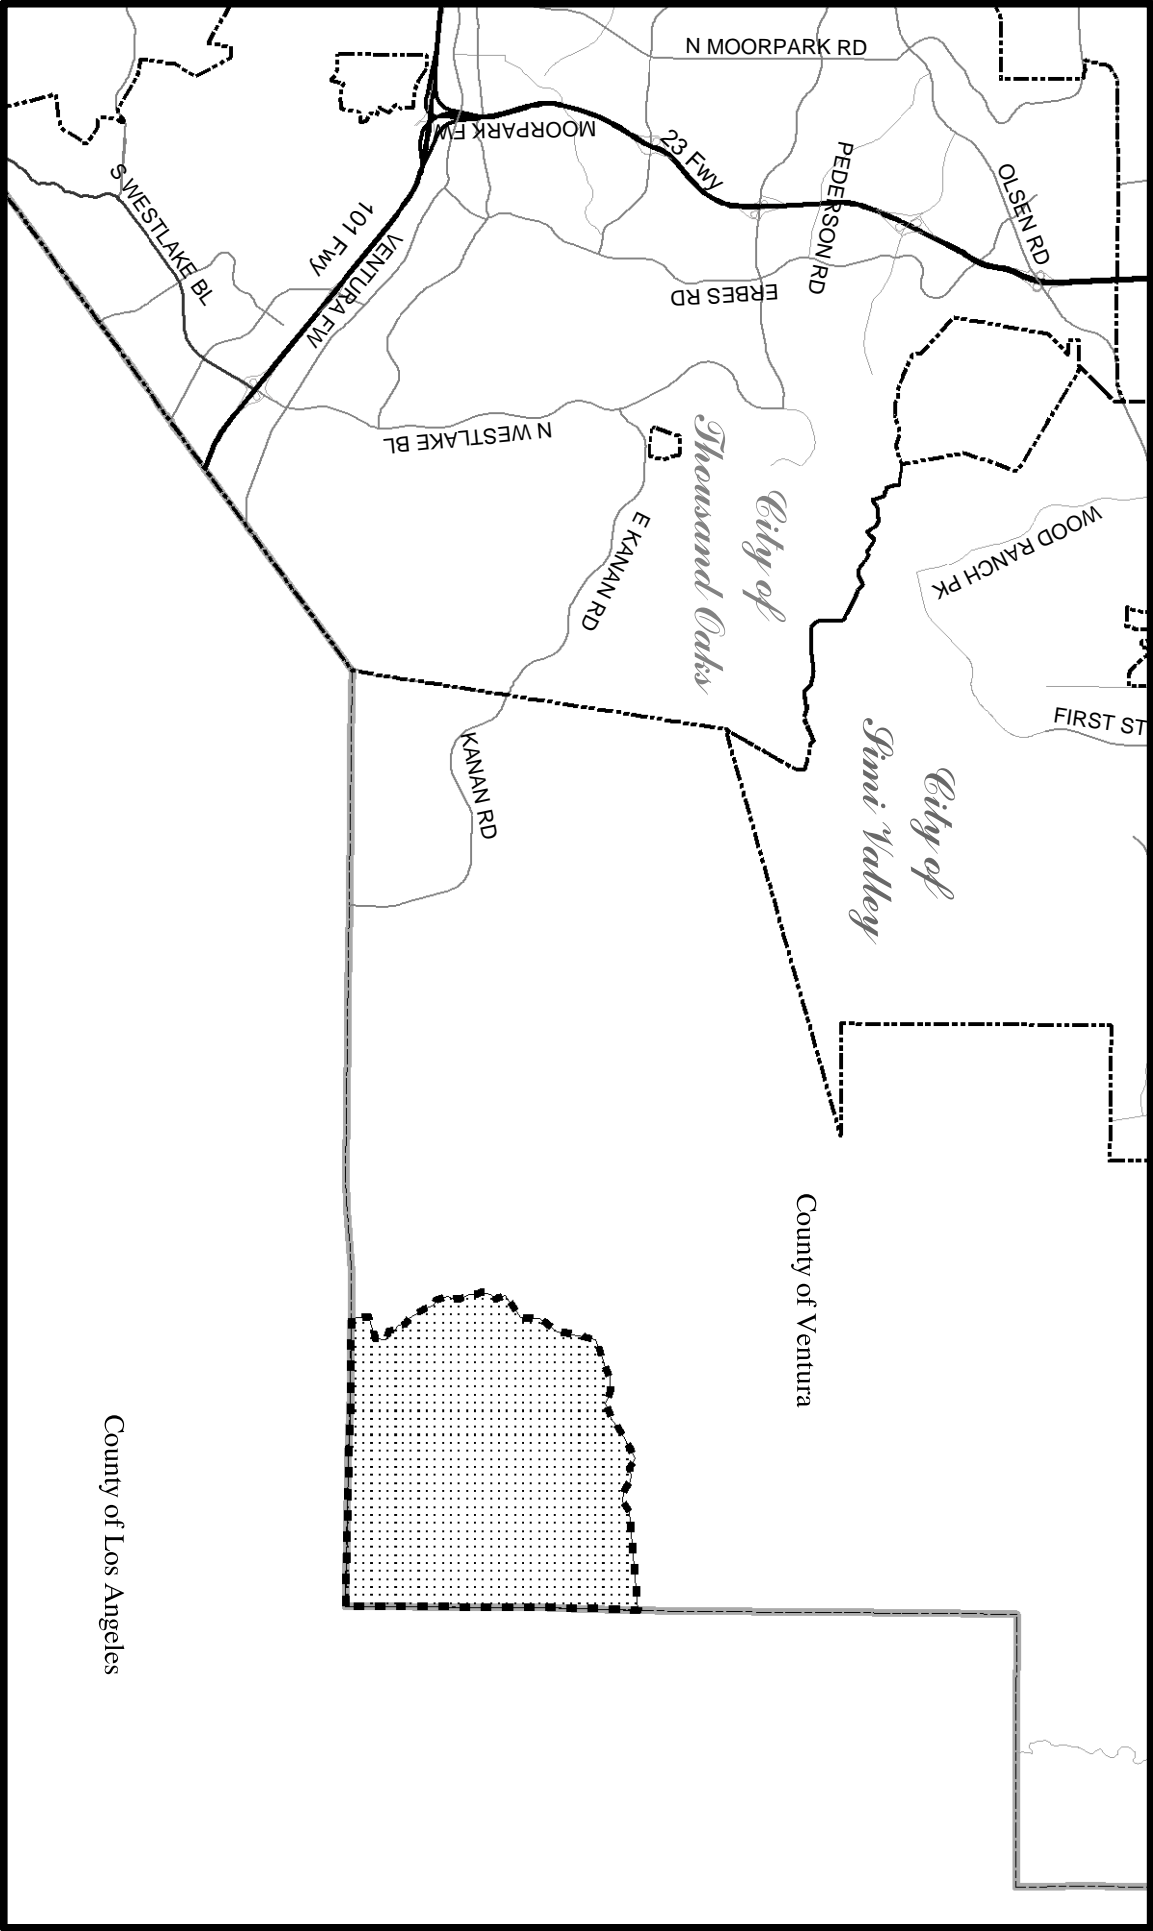 N MOORPARK RD
MOORPARK FW
23 Fwy
PEDERSON RD
OLSEN RD
S WESTLAKE BL
101 Fwy
VENTURA FW
ERBES RD
N WESTLAKE BL
E KANAN RD
City of
Thousand Oaks
WOOD RANCH PK
FIRST ST
KANAN RD
City of
Simi Valley
County of Ventura
County of Los Angeles